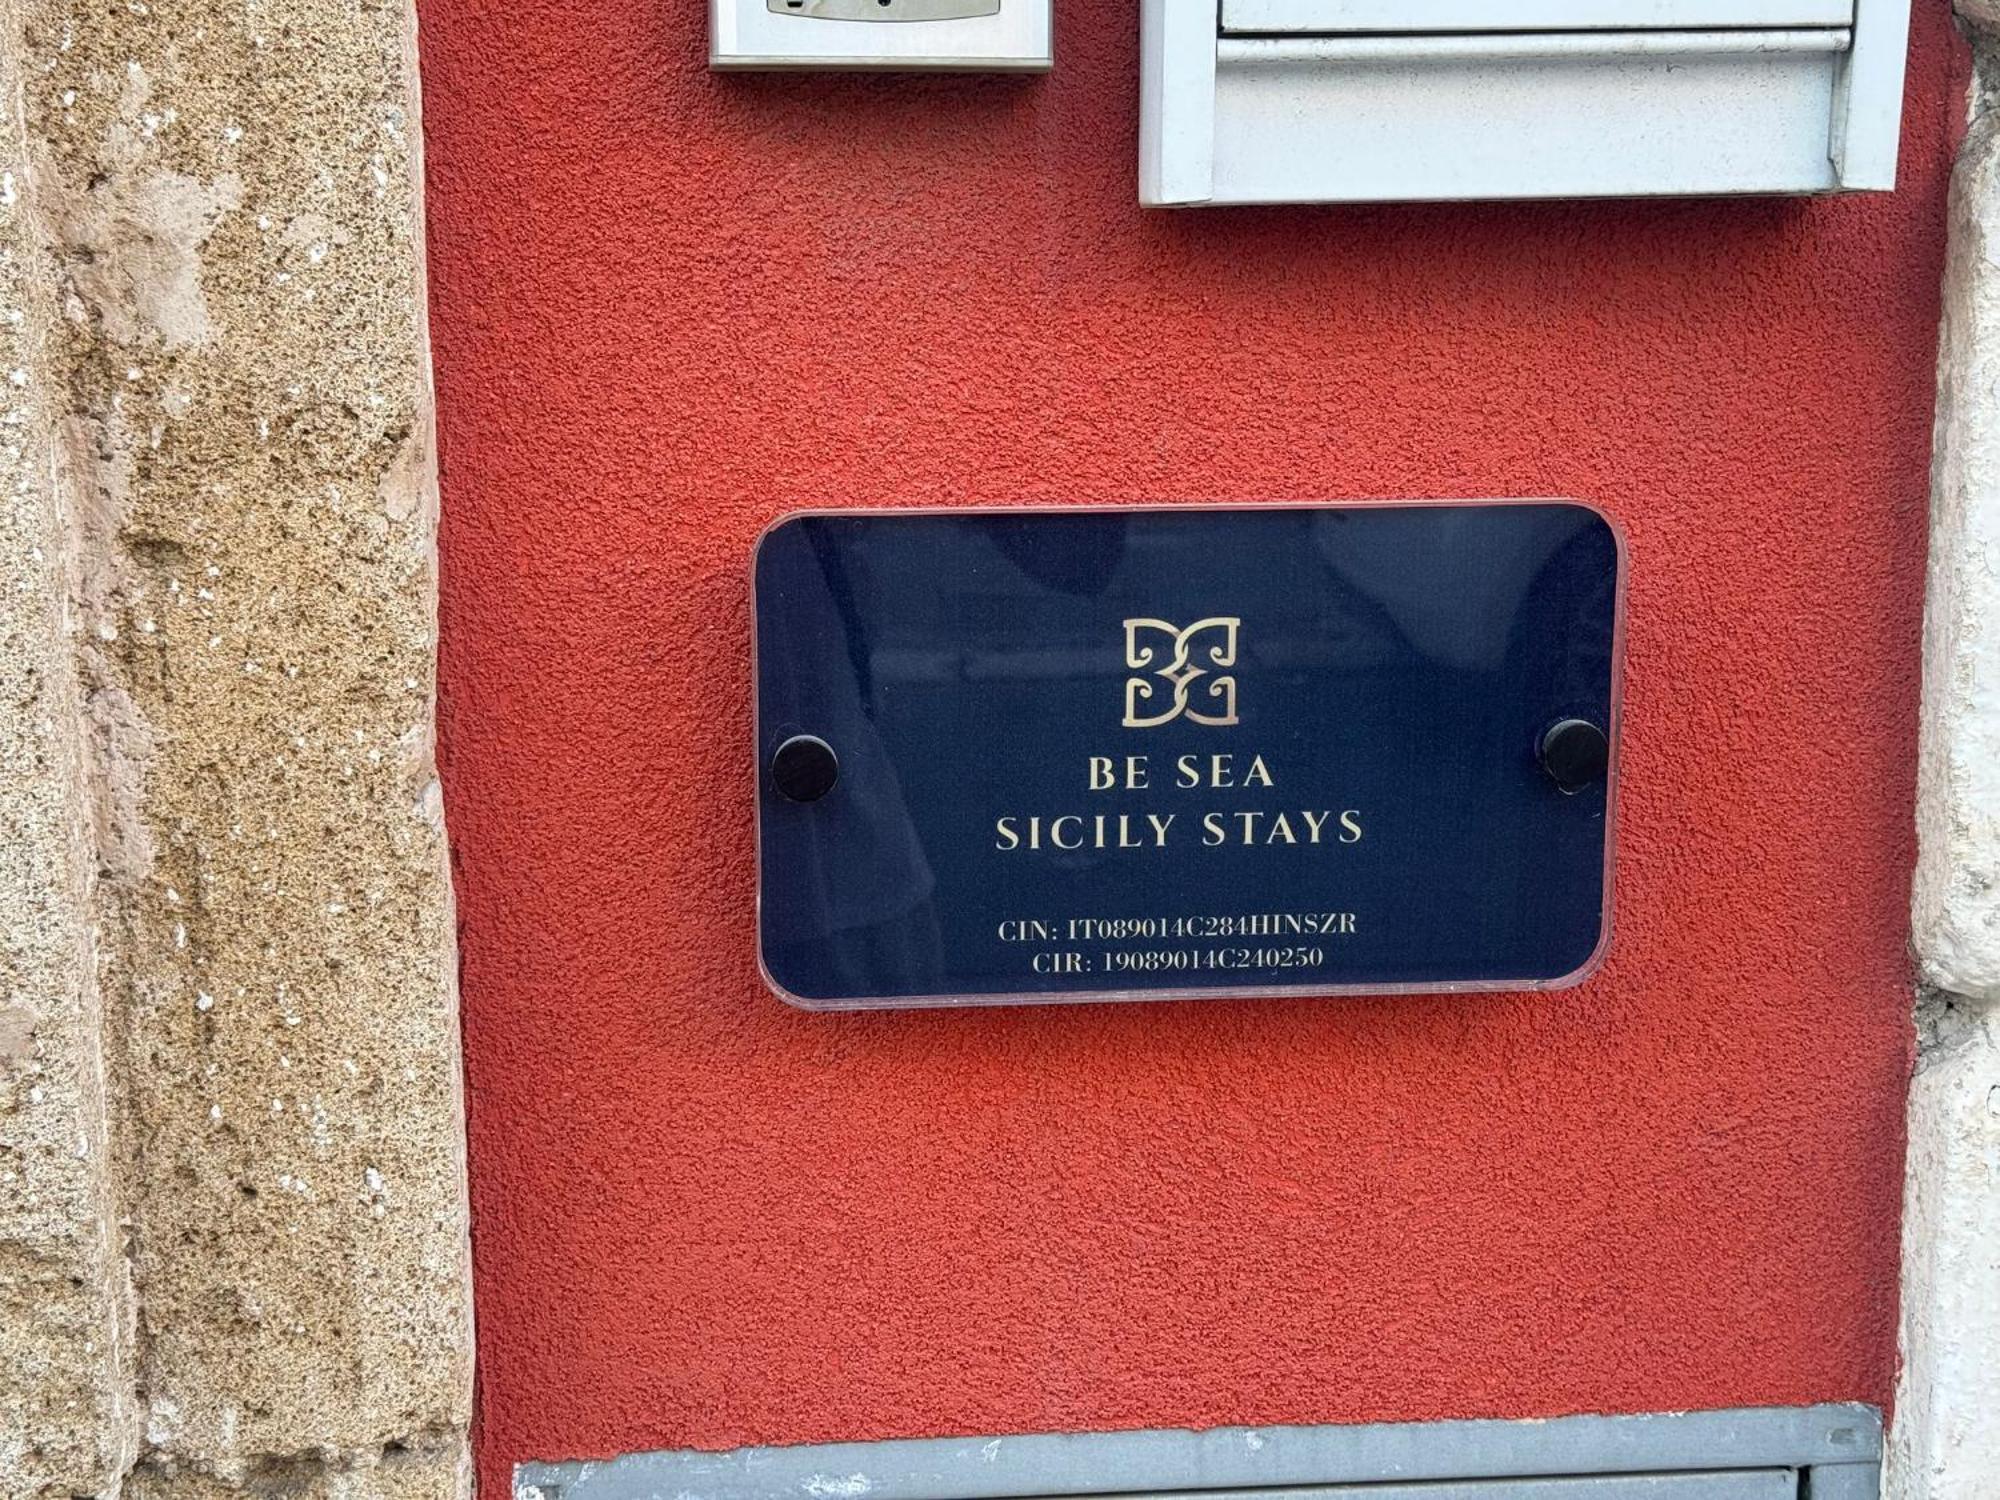 BE SEA
SICILY STAYS
CIN: IT089014C284HINSZR
CIR: 19089014C240250